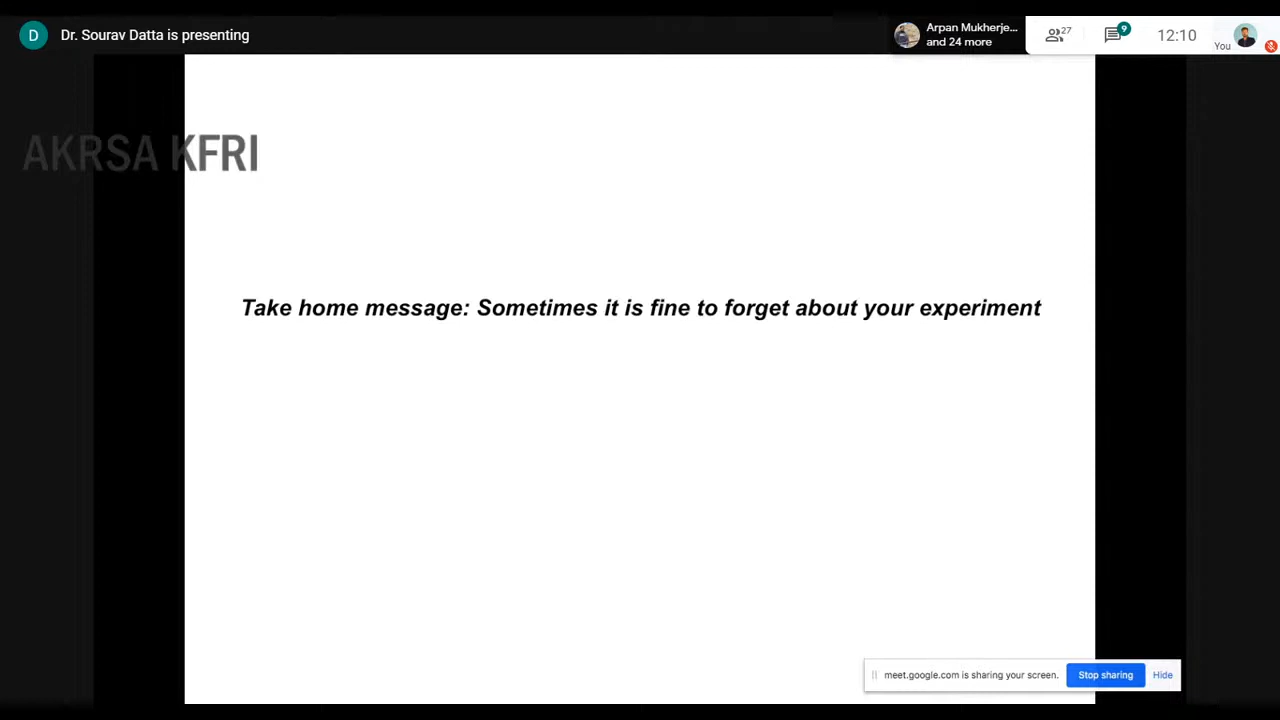 D
Dr. Sourav Datta is presenting
Arpan Mukherje...
and 24 more
27
9
12:10
You
AKRSA KFRI
Take home message: Sometimes it is fine to forget about your experiment
meet.google.com is sharing your screen.
Stop sharing
Hide